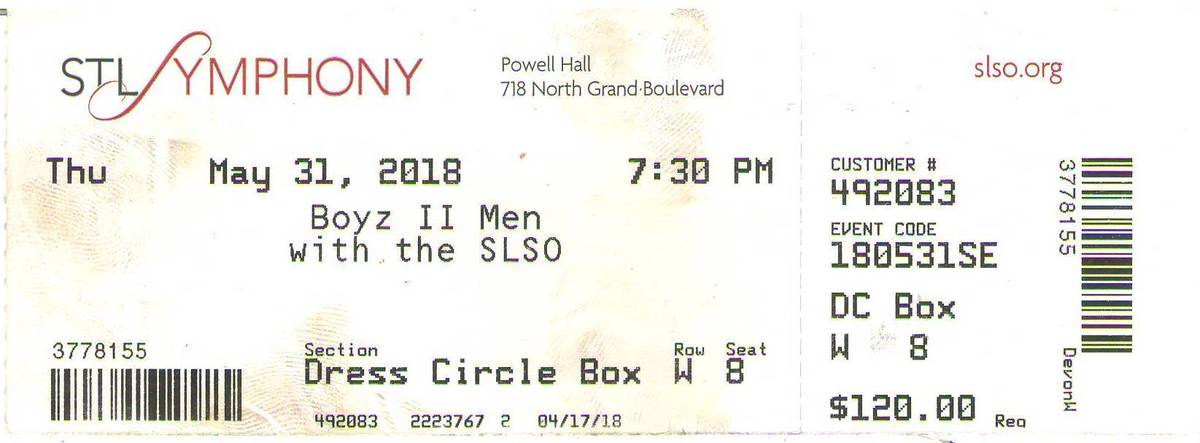 STL SYMPHONY
Powell Hall
718 North Grand·Boulevard
slso.org
Thu May 31, 2018 7:30 PM
Boyz II Men
with the SLSO
3778155
Section Row Seat
Dress Circle Box W 8
492083 2223767 2 04/17/18
CUSTOMER #
492083
EVENT CODE
180531SE
DC Box
W 8
$120.00 Reg
3778155
DevonW